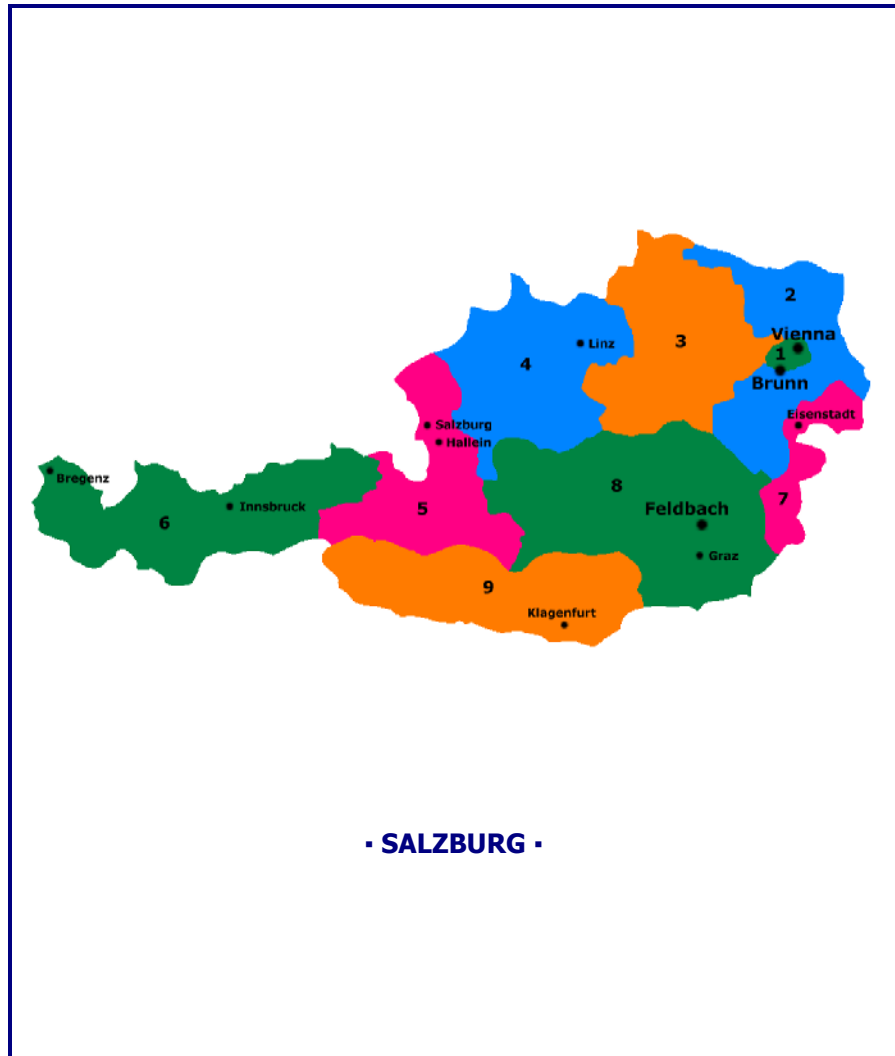 2
Vienna
3
1
Linz
4
Brunn
Eisenstadt
Salzburg
Hallein
Bregenz
8
7
Innsbruck
5
Feldbach
6
Graz
9
Klagenfurt
· SALZBURG ·